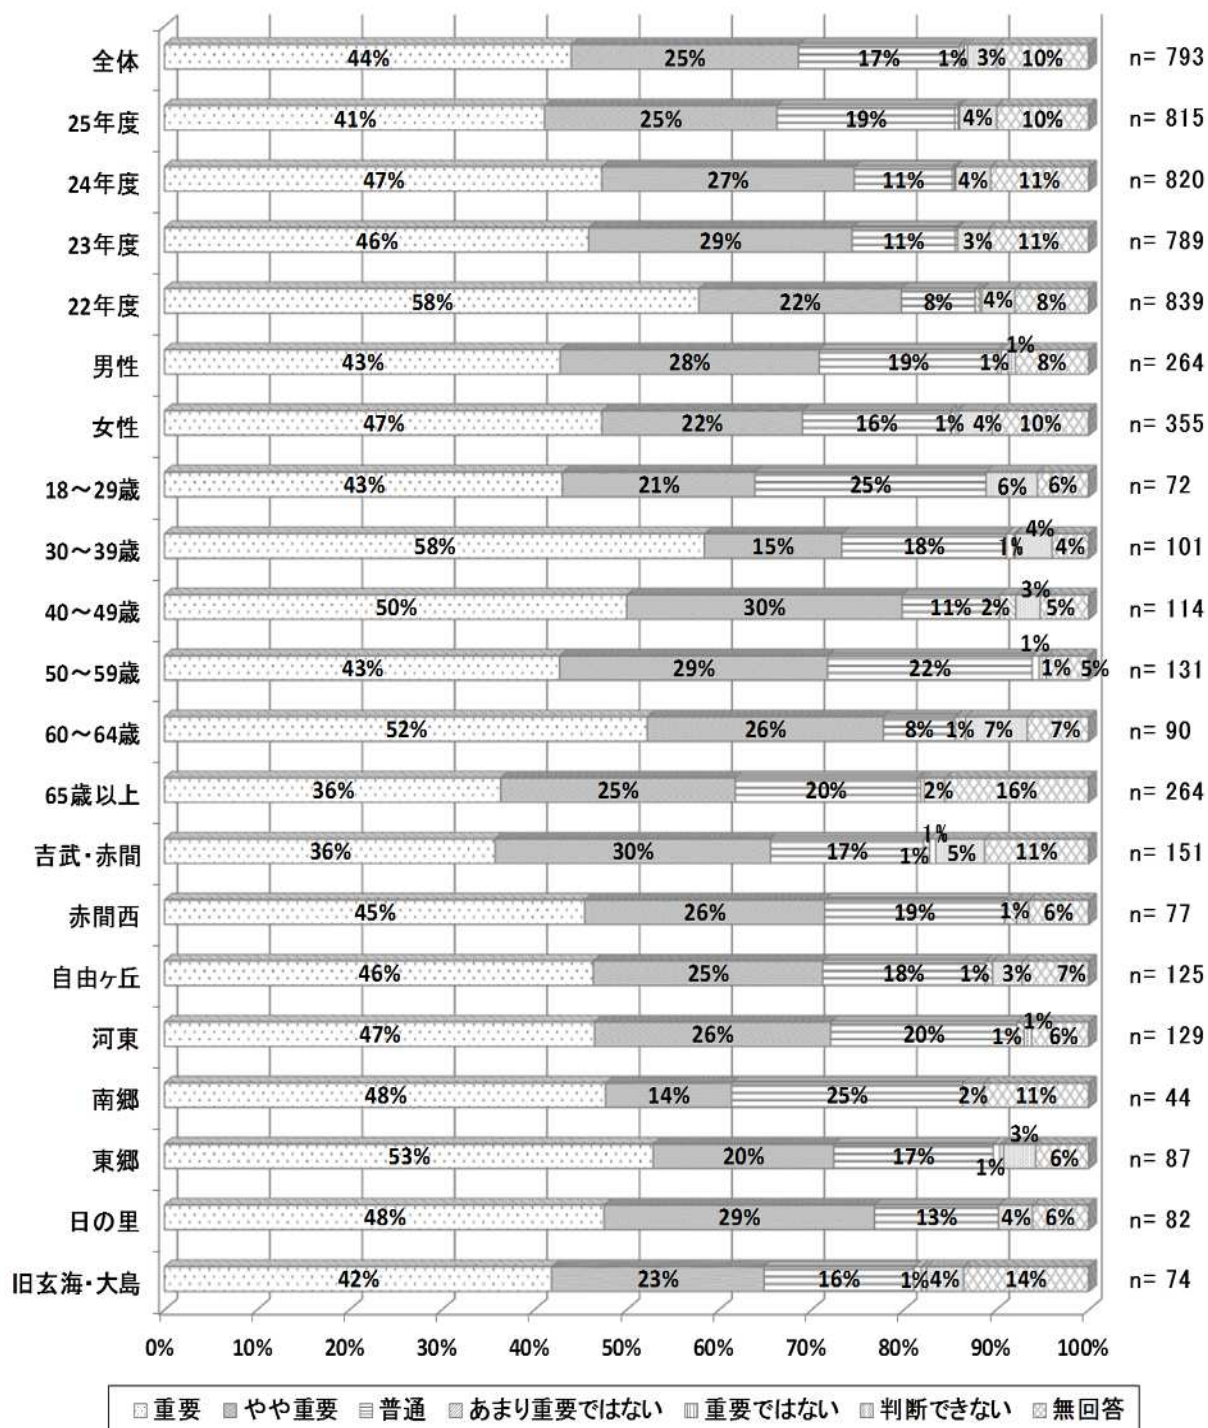 全体 44% 25% 17% 1% 3% 10% n= 793
25年度 41% 25% 19% 4% 10% n= 815
24年度 47% 27% 11% 4% 11% n= 820
23年度 46% 29% 11% 3% 11% n= 789
22年度 58% 22% 8% 4% 8% n= 839
男性 43% 28% 19% 1% 1% 8% n= 264
女性 47% 22% 16% 1% 4% 10% n= 355
18～29歳 43% 21% 25% 6% 6% n= 72
30～39歳 58% 15% 18% 1% 4% 4% n= 101
40～49歳 50% 30% 11% 2% 3% 5% n= 114
50～59歳 43% 29% 22% 1% 1% 5% n= 131
60～64歳 52% 26% 8% 1% 7% 7% n= 90
65歳以上 36% 25% 20% 2% 16% n= 264
吉武・赤間 36% 30% 17% 1% 1% 5% 11% n= 151
赤間西 45% 26% 19% 1% 6% n= 77
自由ヶ丘 46% 25% 18% 1% 3% 7% n= 125
河東 47% 26% 20% 1% 1% 6% n= 129
南郷 48% 14% 25% 2% 11% n= 44
東郷 53% 20% 17% 1% 3% 6% n= 87
日の里 48% 29% 13% 4% 6% n= 82
旧玄海・大島 42% 23% 16% 1% 4% 14% n= 74
0% 10% 20% 30% 40% 50% 60% 70% 80% 90% 100%
重要 やや重要 普通 あまり重要ではない 重要ではない 判断できない 無回答